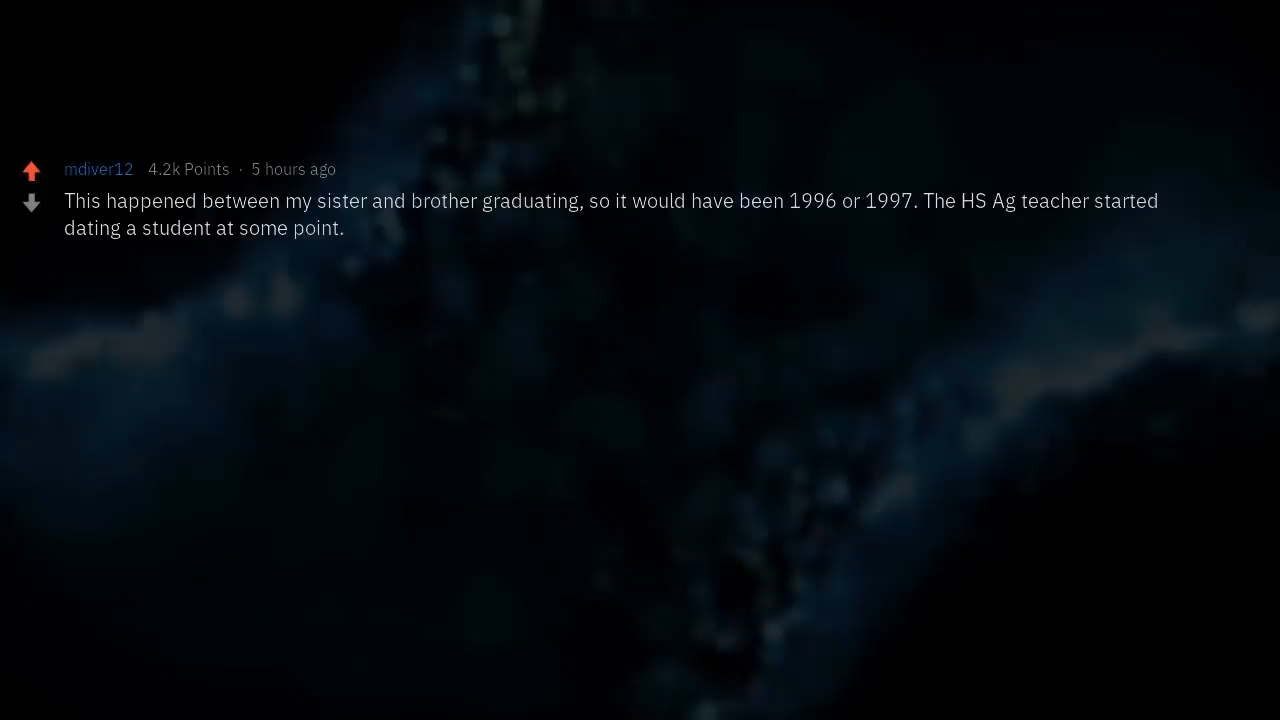 mdiver12 4.2k Points · 5 hours ago
This happened between my sister and brother graduating, so it would have been 1996 or 1997. The HS Ag teacher started
dating a student at some point.